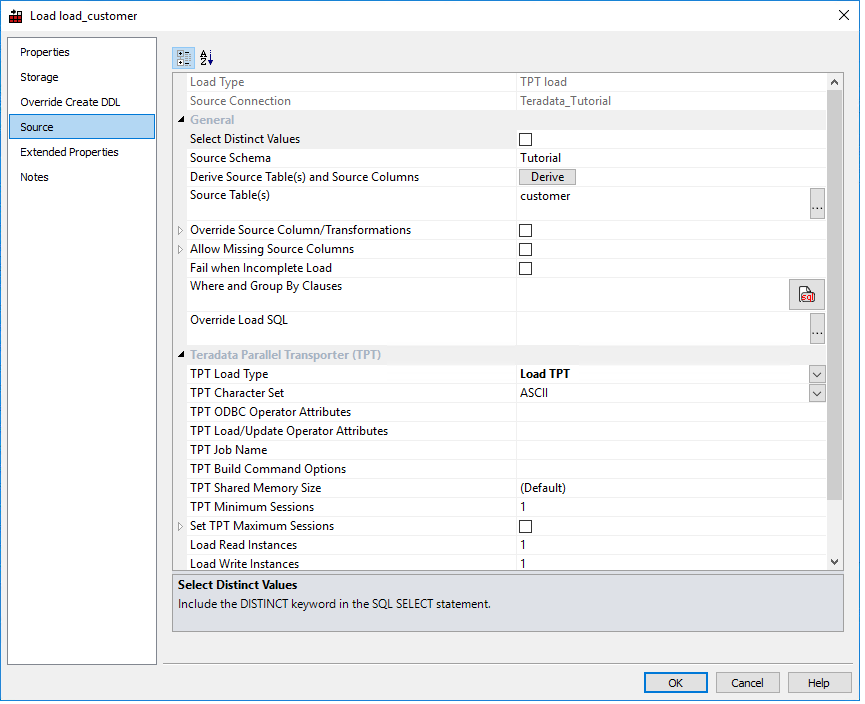 Load load_customer
Properties
Storage
Override Create DDL
Source
Extended Properties
Notes
Load Type TPT load
Source Connection Teradata_Tutorial
General
Select Distinct Values
Source Schema Tutorial
Derive Source Table(s) and Source Columns Derive
Source Table(s) customer
...
Override Source Column/Transformations
Allow Missing Source Columns
Fail when Incomplete Load
Where and Group By Clauses
Override Load SQL
...
Teradata Parallel Transporter (TPT)
TPT Load Type Load TPT
TPT Character Set ASCII
TPT ODBC Operator Attributes
TPT Load/Update Operator Attributes
TPT Job Name
TPT Build Command Options
TPT Shared Memory Size (Default)
TPT Minimum Sessions 1
Set TPT Maximum Sessions
Load Read Instances 1
Load Write Instances 1
Select Distinct Values
Include the DISTINCT keyword in the SQL SELECT statement.
OK Cancel Help